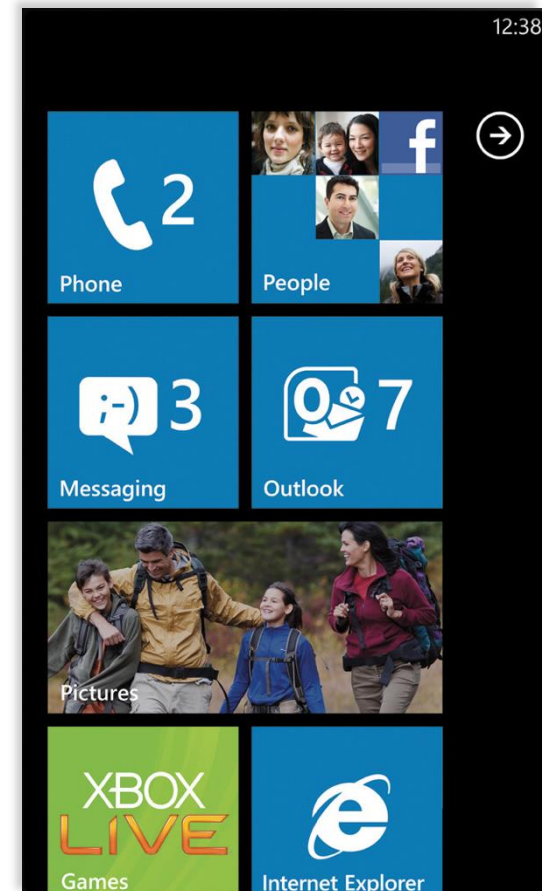 12:38
2
Phone
f
People
;-) 3
Messaging
O 7
Outlook
Pictures
XBOX
LIVE
Games
e
Internet Explorer